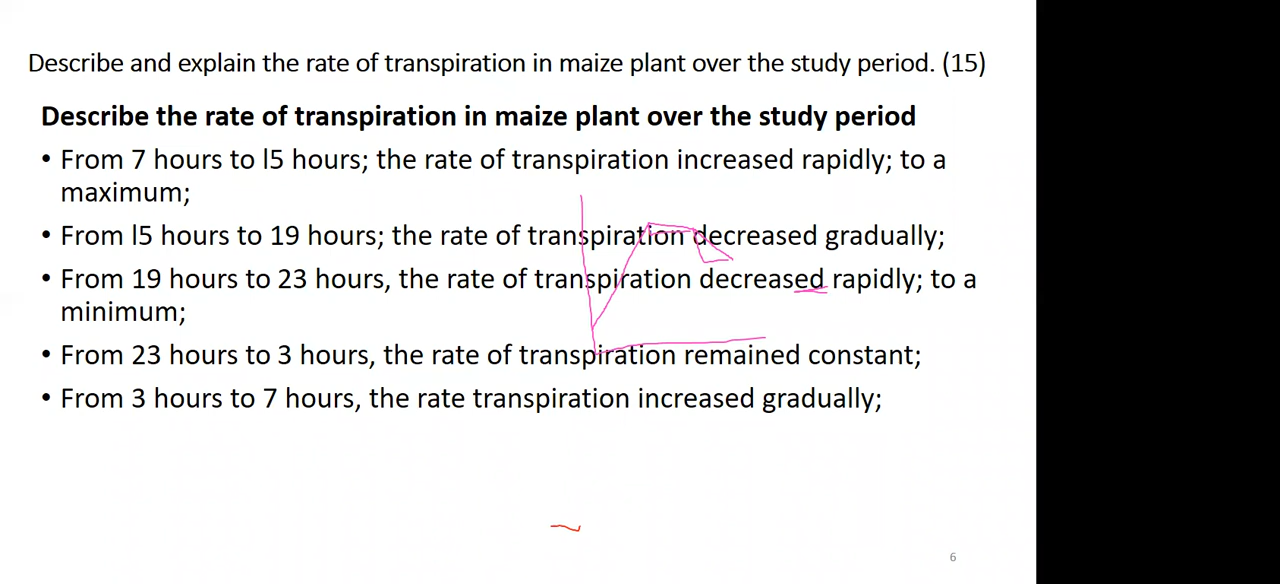 Describe and explain the rate of transpiration in maize plant over the study period. (15)
Describe the rate of transpiration in maize plant over the study period
• From 7 hours to l5 hours; the rate of transpiration increased rapidly; to a
maximum;
• From l5 hours to 19 hours; the rate of transpiration decreased gradually;
• From 19 hours to 23 hours, the rate of transpiration decreased rapidly; to a
minimum;
• From 23 hours to 3 hours, the rate of transpiration remained constant;
• From 3 hours to 7 hours, the rate transpiration increased gradually;
6